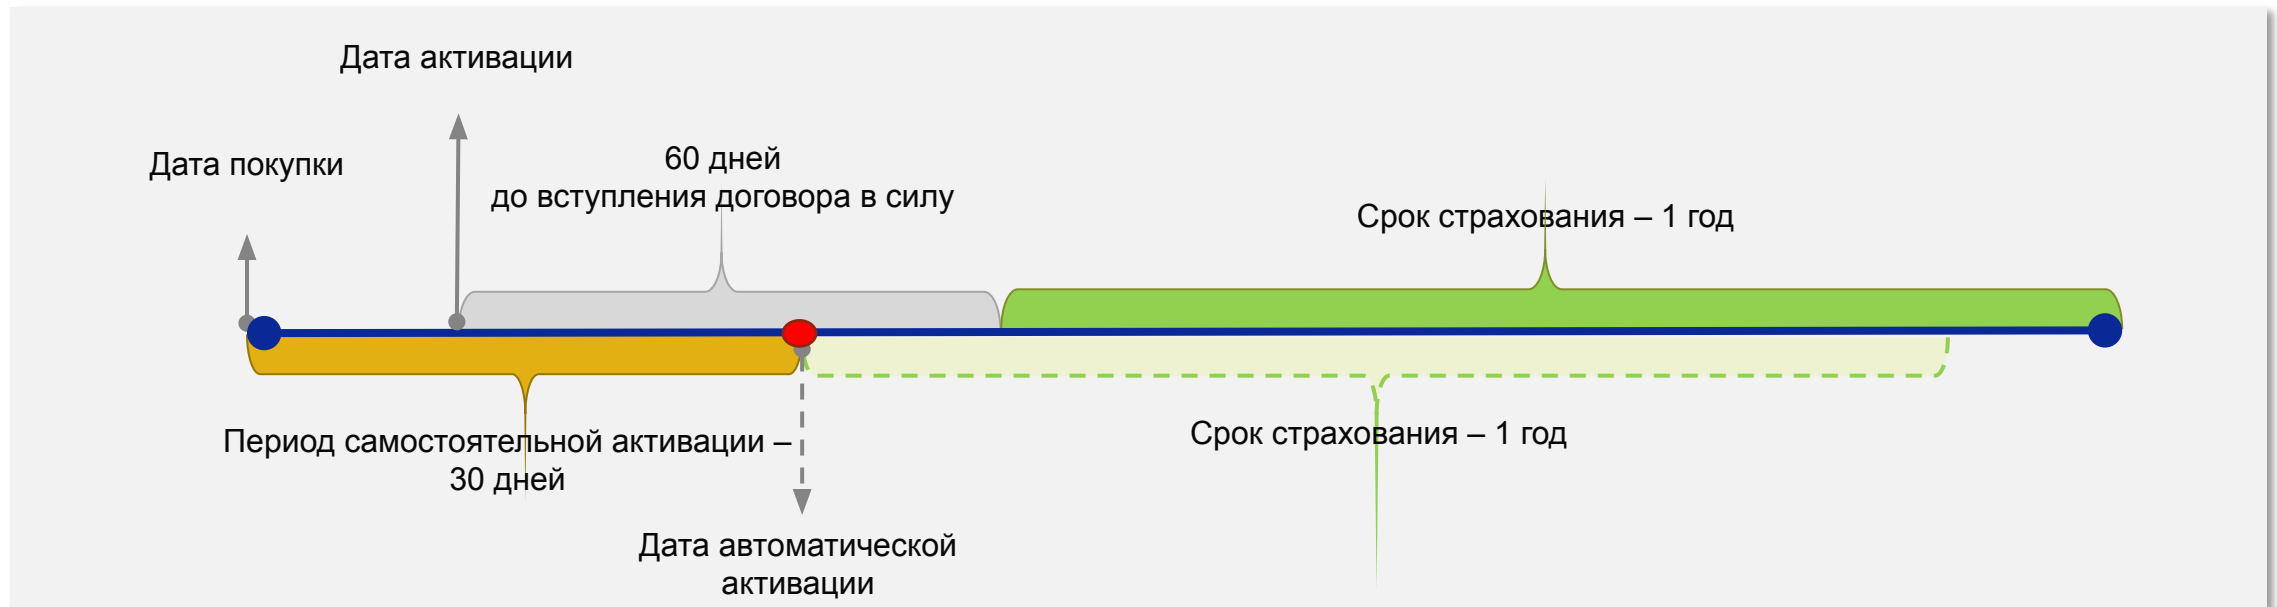 Дата активации
Дата покупки
60 дней
до вступления договора в силу
Срок страхования – 1 год
Период самостоятельной активации –
30 дней
Срок страхования – 1 год
Дата автоматической
активации